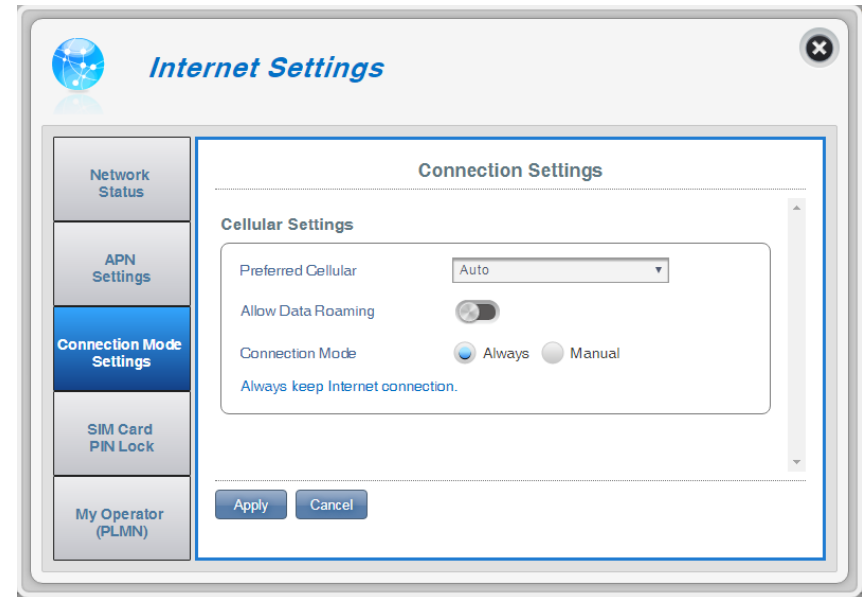 Internet Settings
Network
Status
APN
Settings
Connection Mode
Settings
SIM Card
PIN Lock
My Operator
(PLMN)
Connection Settings
Cellular Settings
Preferred Cellular
Auto
Allow Data Roaming
Connection Mode
Always
Manual
Always keep Internet connection.
Apply
Cancel